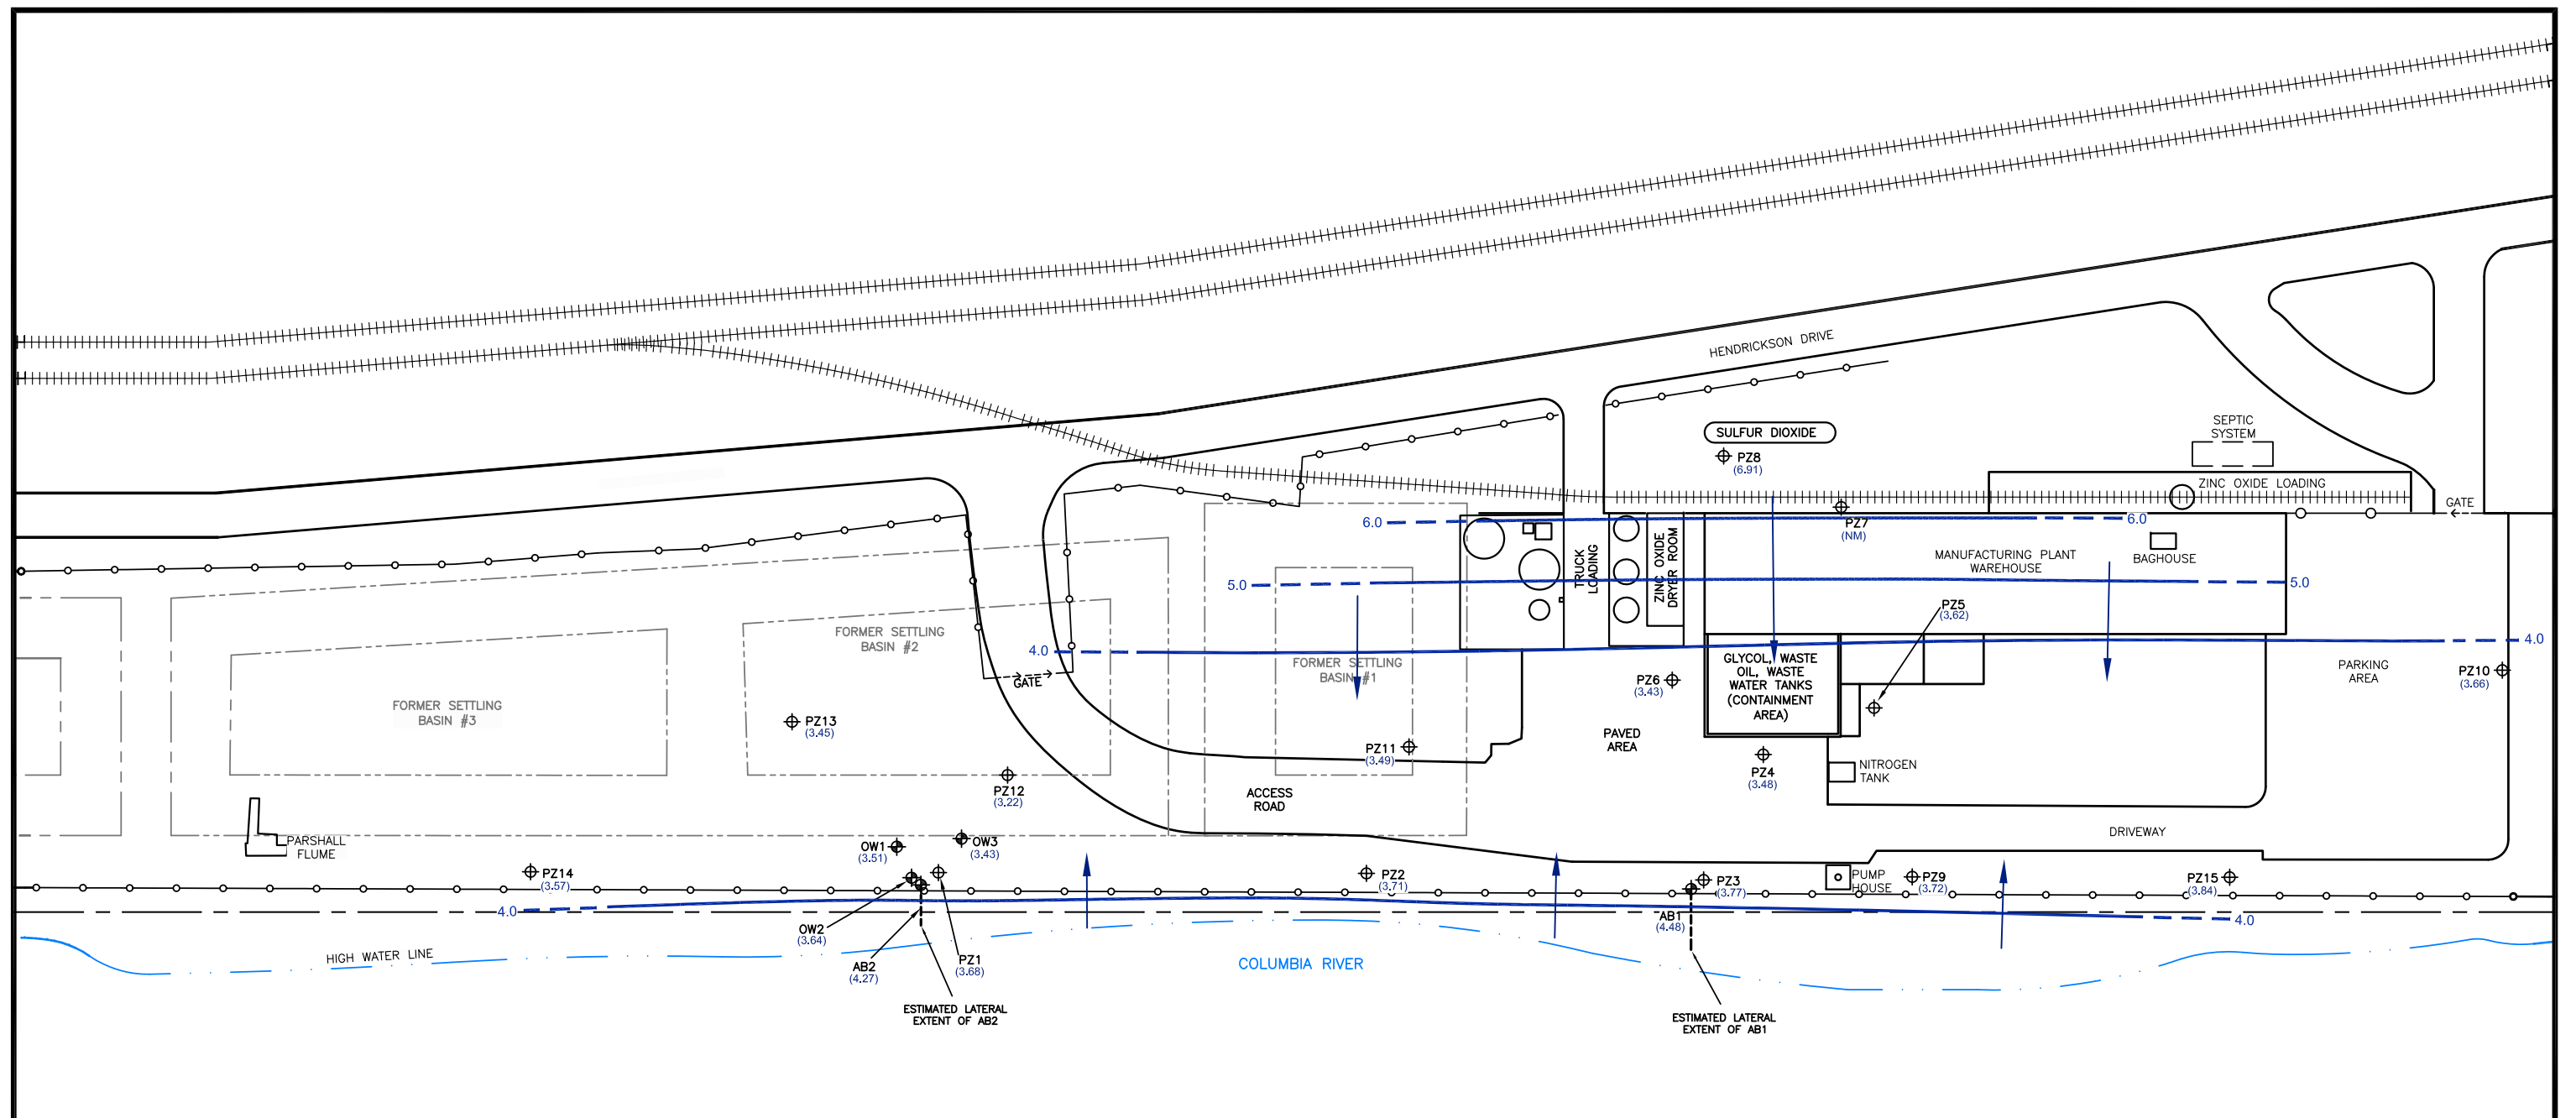 HENDRICKSON DRIVE
SEPTIC
SYSTEM
SULFUR DIOXIDE
PZ8
(6.91)
ZINC OXIDE LOADING
GATE
6.0
6.0
PZ7
(NM)
TRUCK
LOADING
ZINC OXIDE
DRYER ROOM
MANUFACTURING PLANT
WAREHOUSE
BAGHOUSE
5.0
5.0
PZ5
(3.62)
FORMER SETTLING
BASIN #2
4.0
4.0
FORMER SETTLING
BASIN #1
GLYCOL, WASTE
OIL, WASTE
WATER TANKS
(CONTAINMENT
AREA)
PARKING
AREA
PZ10
(3.66)
GATE
PZ6
(3.43)
FORMER SETTLING
BASIN #3
PZ13
(3.45)
PAVED
AREA
PZ11
(3.49)
PZ4
(3.48)
NITROGEN
TANK
PZ12
(3.22)
ACCESS
ROAD
DRIVEWAY
PARSHALL
FLUME
OW1
(3.51)
OW3
(3.43)
PZ14
(3.57)
PZ2
(3.71)
PZ3
(3.77)
PUMP
HOUSE
PZ9
(3.72)
PZ15
(3.84)
4.0
4.0
AB1
(4.48)
OW2
(3.64)
HIGH WATER LINE
AB2
(4.27)
PZ1
(3.68)
COLUMBIA RIVER
ESTIMATED LATERAL
EXTENT OF AB2
ESTIMATED LATERAL
EXTENT OF AB1